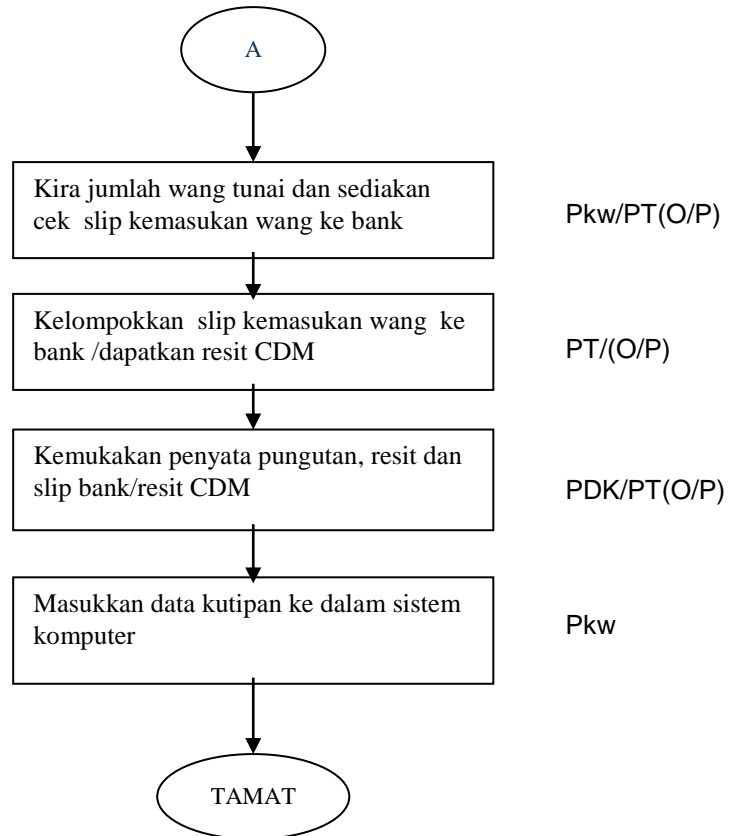 A
Kira jumlah wang tunai dan sediakan
cek slip kemasukan wang ke bank
Pkw/PT(O/P)
Kelompokkan slip kemasukan wang ke
bank /dapatkan resit CDM
PT/(O/P)
Kemukakan penyata pungutan, resit dan
slip bank/resit CDM
PDK/PT(O/P)
Masukkan data kutipan ke dalam sistem
komputer
Pkw
TAMAT